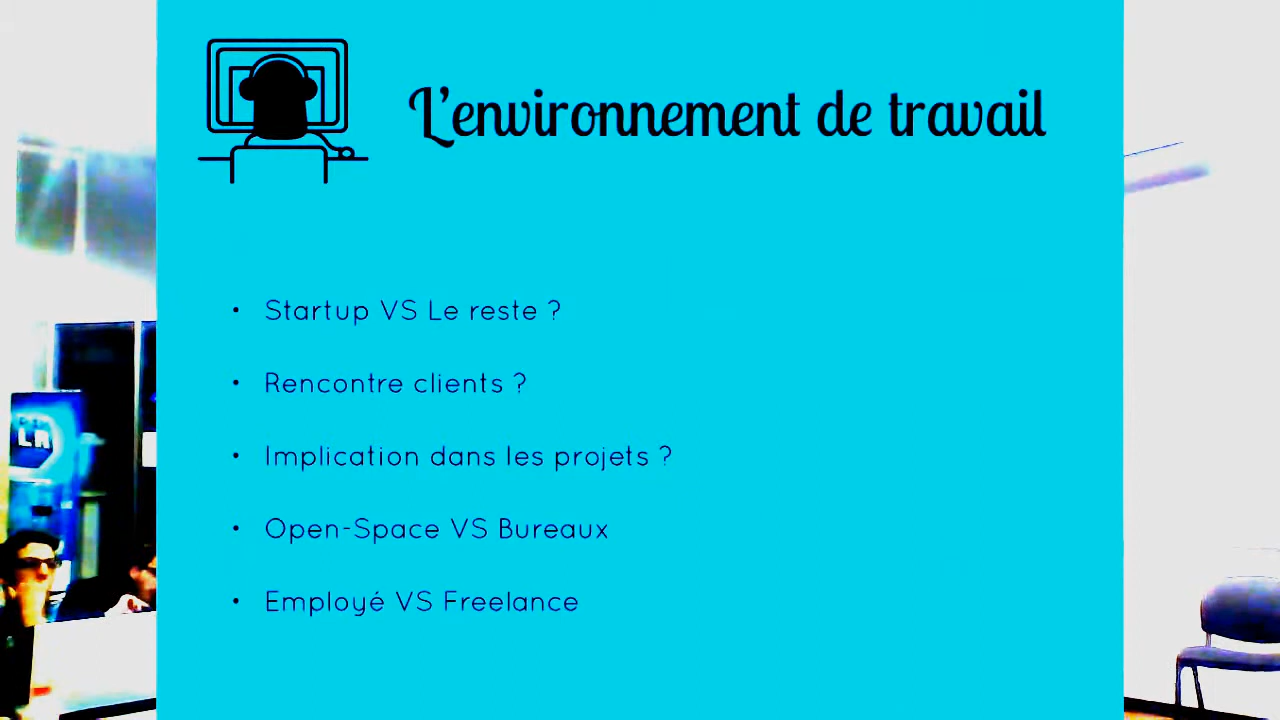 L'environnement de travail
• Startup VS Le reste ?
• Rencontre clients ?
• Implication dans les projets ?
• Open-Space VS Bureaux
• Employé VS Freelance
LR